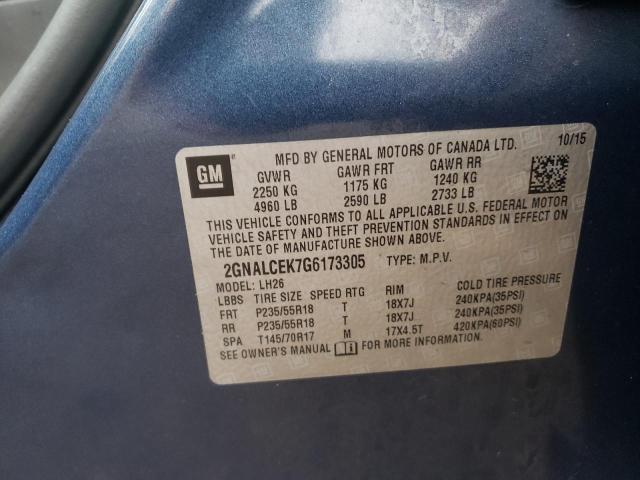 GM
MFD BY GENERAL MOTORS OF CANADA LTD. 10/15
GVWR GAWR FRT GAWR RR
2250 KG 1175 KG 1240 KG
4960 LB 2590 LB 2733 LB
THIS VEHICLE CONFORMS TO ALL APPLICABLE U.S. FEDERAL MOTOR
VEHICLE SAFETY AND THEFT PREVENTION STANDARDS IN EFFECT ON
THE DATE OF MANUFACTURE SHOWN ABOVE.
2GNALCEK7G6173305 TYPE: M.P.V.
MODEL: LH26
LBBS TIRE SIZE SPEED RTG RIM COLD TIRE PRESSURE
FRT P235/55R18 T 18X7J 240KPA(35PSI)
RR P235/55R18 T 18X7J 240KPA(35PSI)
SPA T145/70R17 M 17X4.5T 420KPA(60PSI)
SEE OWNER'S MANUAL FOR MORE INFORMATION.